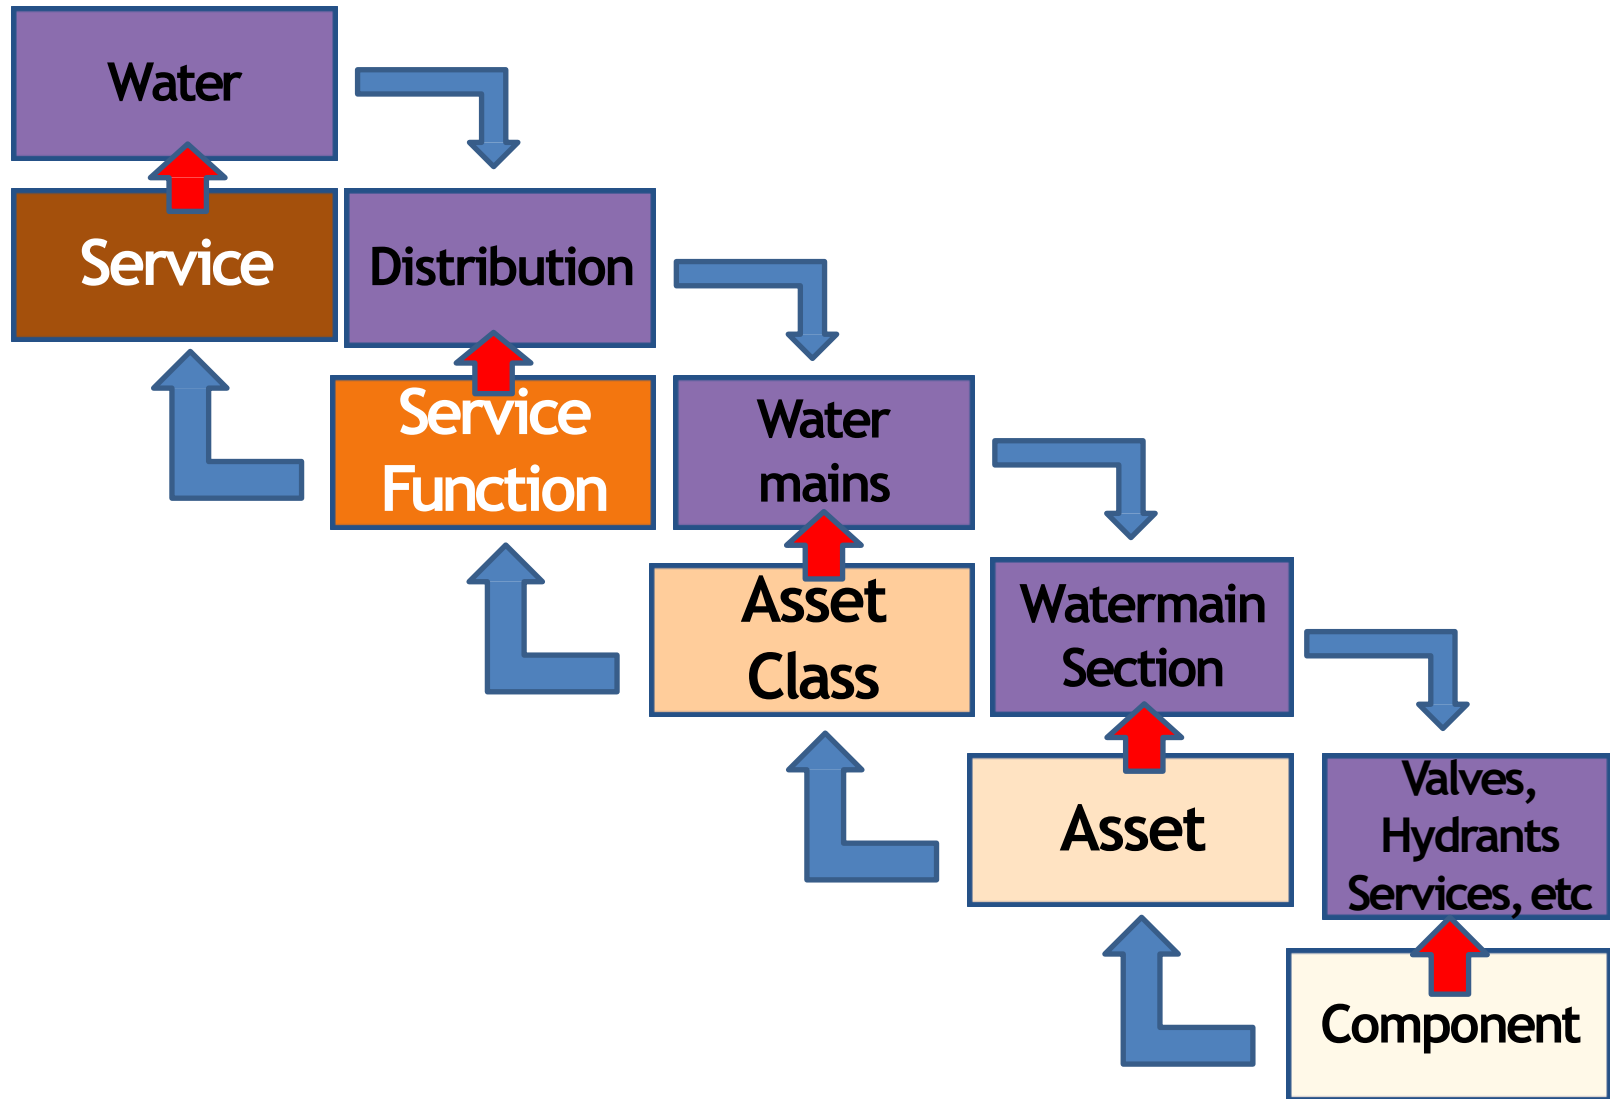 Water
Service
Distribution
Service
Function
Water
mains
Asset
Class
Watermain
Section
Asset
Valves,
Hydrants
Services, etc
Component